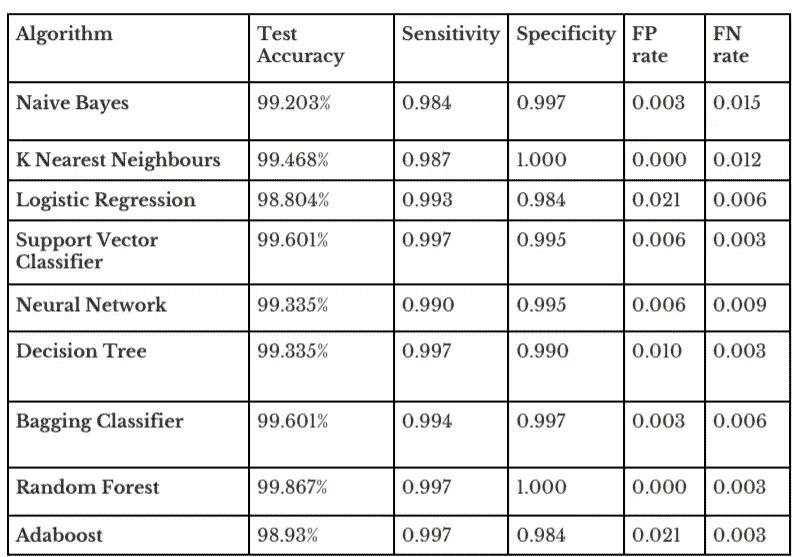 Algorithm Test Accuracy Sensitivity Specificity FP rate FN rate
Naive Bayes 99.203% 0.984 0.997 0.003 0.015
K Nearest Neighbours 99.468% 0.987 1.000 0.000 0.012
Logistic Regression 98.804% 0.993 0.984 0.021 0.006
Support Vector Classifier 99.601% 0.997 0.995 0.006 0.003
Neural Network 99.335% 0.990 0.995 0.006 0.009
Decision Tree 99.335% 0.997 0.990 0.010 0.003
Bagging Classifier 99.601% 0.994 0.997 0.003 0.006
Random Forest 99.867% 0.997 1.000 0.000 0.003
Adaboost 98.93% 0.997 0.984 0.021 0.003